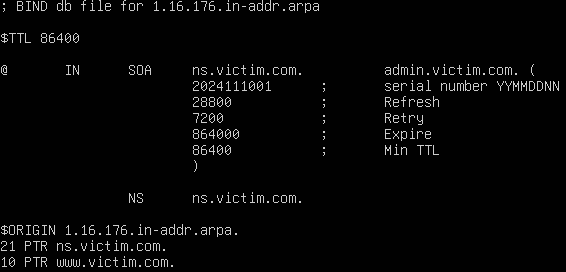 ; BIND db file for 1.16.176.in-addr.arpa
$TTL 86400
@ IN SOA ns.victim.com. admin.victim.com. (
2024111001 ; serial number YYMMDDNN
28800 ; Refresh
7200 ; Retry
864000 ; Expire
86400 ; Min TTL
)
NS ns.victim.com.
$ORIGIN 1.16.176.in-addr.arpa.
21 PTR ns.victim.com.
10 PTR www.victim.com.